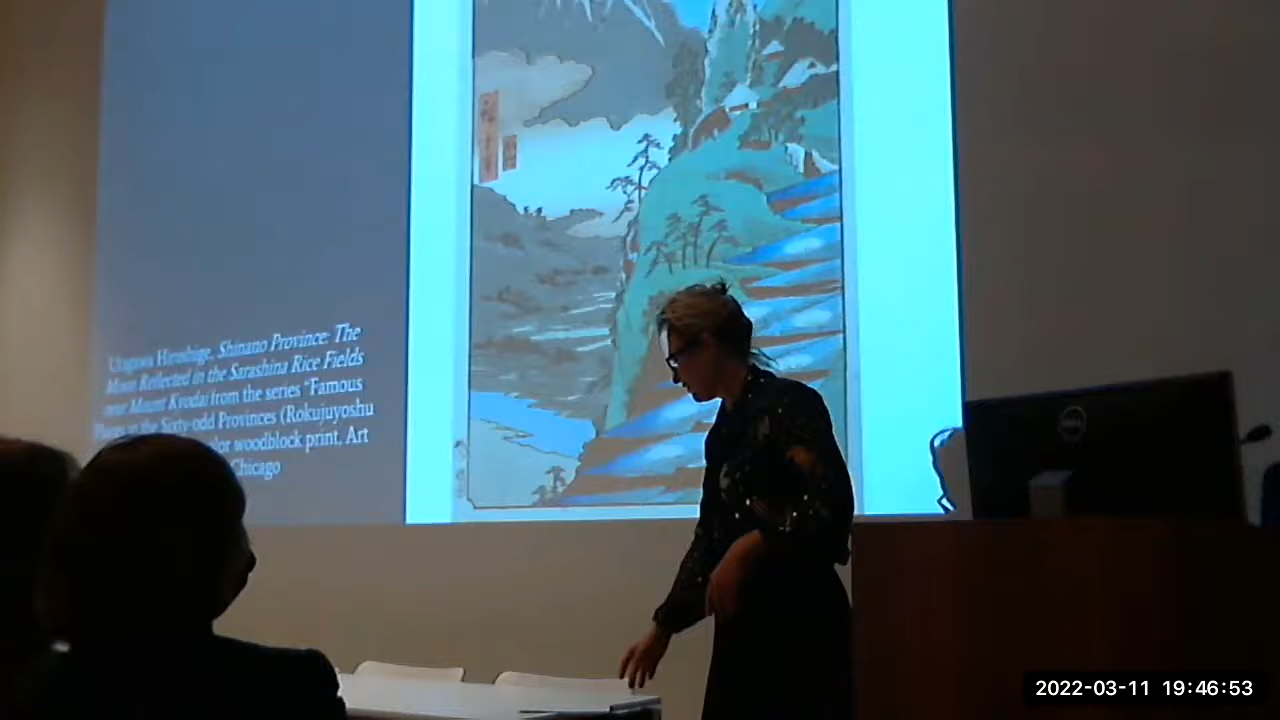 Utagawa Hiroshige, Shinano Province: The
Moon Reflected in the Sarashina Rice Fields
near Mount Kyodai from the series "Famous
Places in the Sixty-odd Provinces (Rokujuyoshu
color woodblock print, Art
Chicago
DELL
2022-03-11 19:46:53